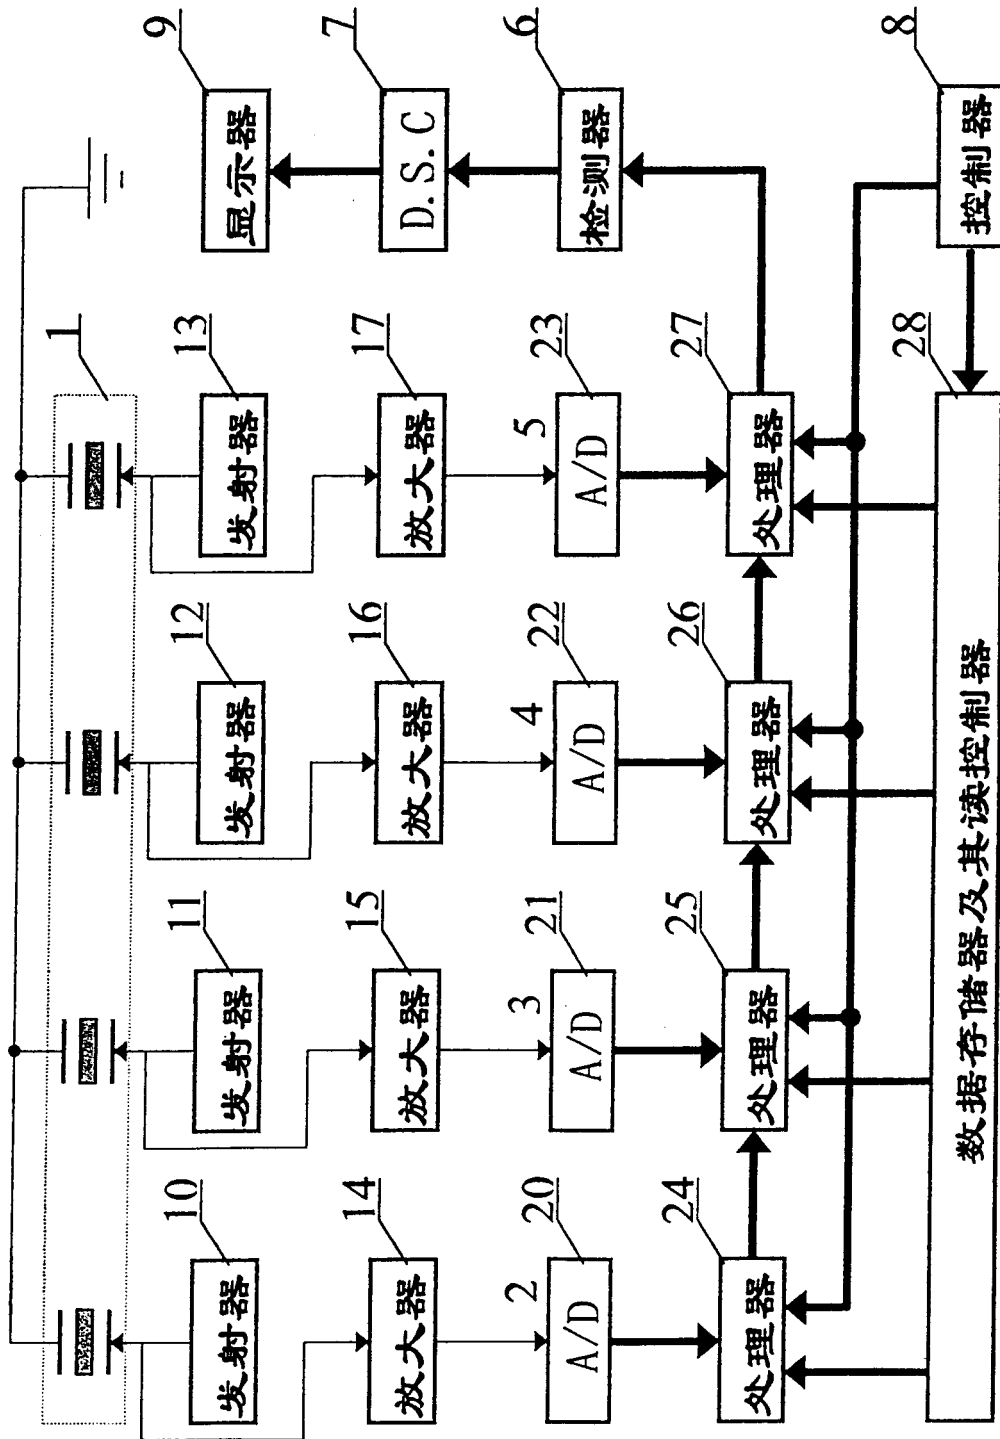 1
10 11 12 13 9
发射器 发射器 发射器 发射器 显示器
14 15 16 17 7
放大器 放大器 放大器 放大器 D.S.C
2 20 3 21 4 22 5 23 6
A/D A/D A/D A/D 检测器
24 25 26 27
处理器 处理器 处理器 处理器
28 8
数据存储器及其读控制器 控制器